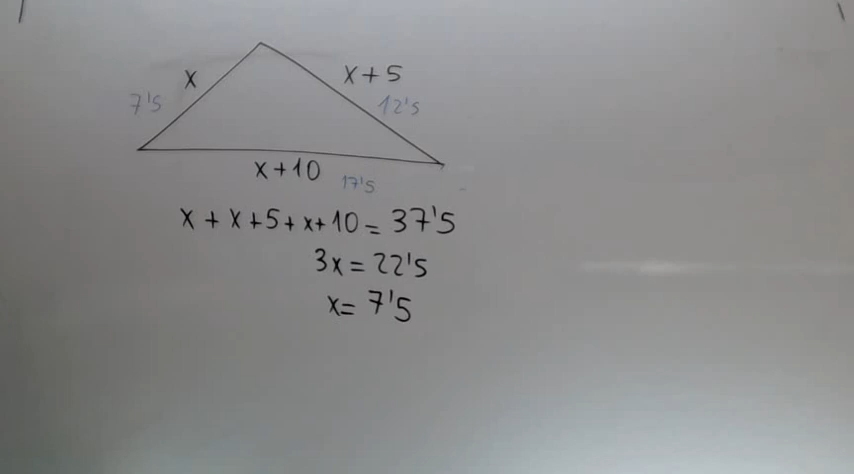 x
x+5
7'5
12'5
x+10
17'5
x + x+5+x+10 = 37'5
3x = 22'5
x = 7'5